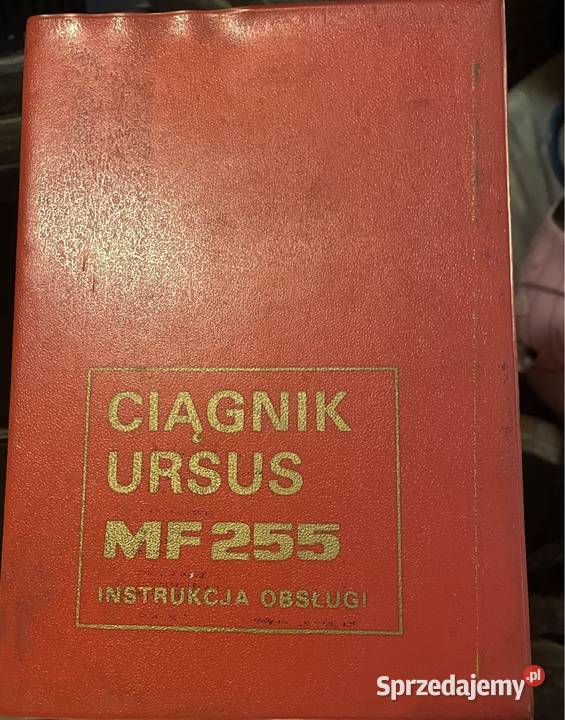 CIĄGNIK
URSUS
MF 255
INSTRUKCJA OBSŁUGI
Sprzedajemy.pl